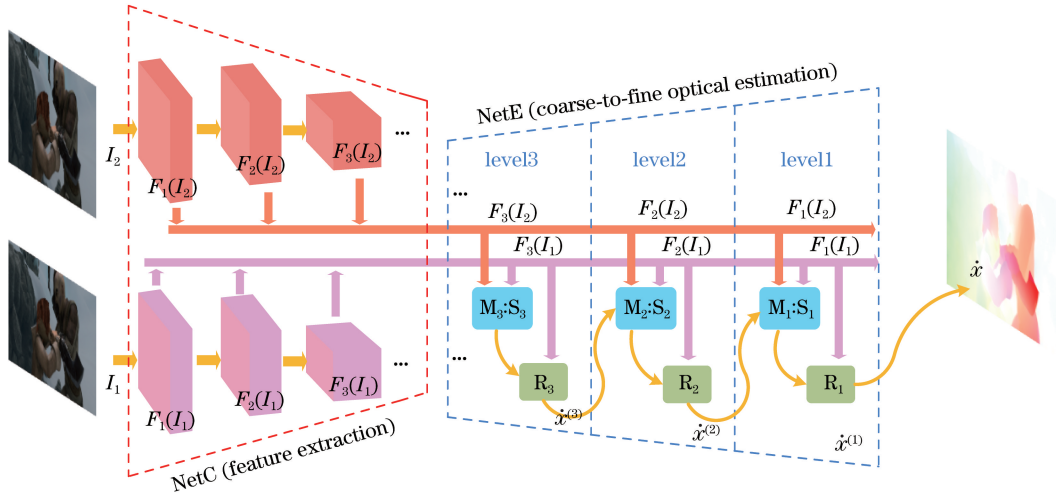 I₂
F₁(I₂)
F₂(I₂)
F₃(I₂)
...
I₁
F₁(I₁)
F₂(I₁)
F₃(I₁)
...
NetC (feature extraction)
NetE (coarse-to-fine optical estimation)
level3
level2
level1
...
F₃(I₂)
F₂(I₂)
F₁(I₂)
F₃(I₁)
F₂(I₁)
F₁(I₁)
M₃:S₃
M₂:S₂
M₁:S₁
...
R₃
R₂
R₁
ẋ⁽³⁾
ẋ⁽²⁾
ẋ⁽¹⁾
ẋ